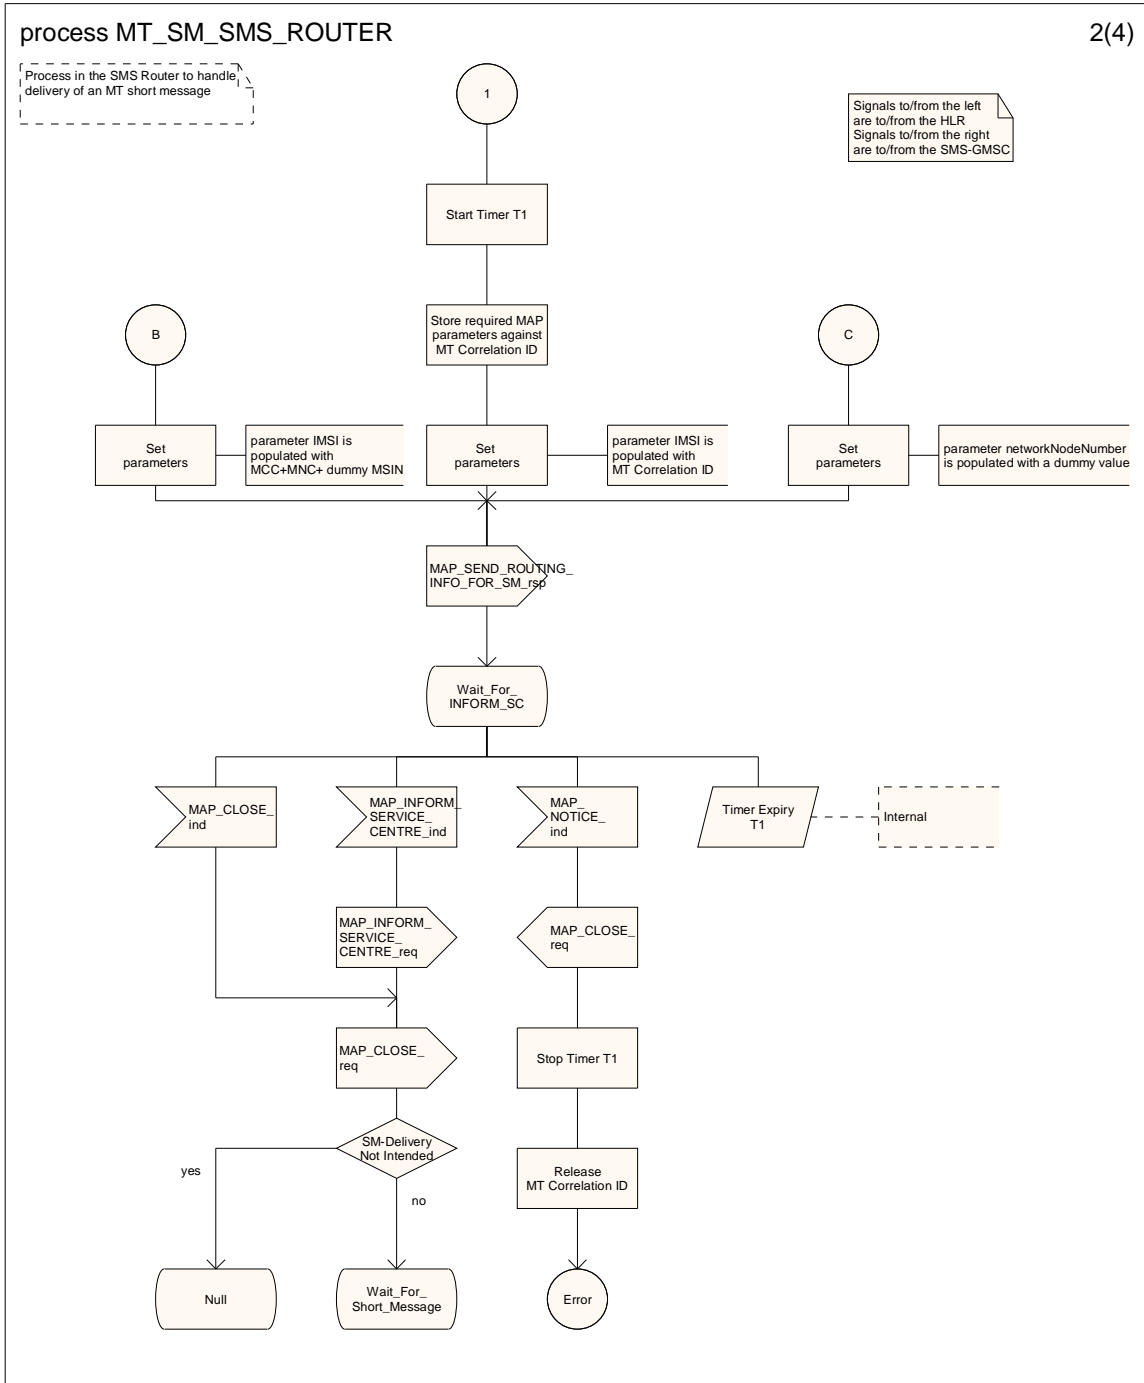 process MT_SM_SMS_ROUTER
2(4)
Process in the SMS Router to handle
delivery of an MT short message
1
Signals to/from the left
are to/from the HLR
Signals to/from the right
are to/from the SMS-GMSC
Start Timer T1
B
Store required MAP
parameters against
MT Correlation ID
C
Set
parameters
parameter IMSI is
populated with
MCC+MNC+ dummy MSIN
Set
parameters
parameter IMSI is
populated with
MT Correlation ID
Set
parameters
parameter networkNodeNumber
is populated with a dummy value
MAP_SEND_ROUTING_
INFO_FOR_SM_rsp
Wait_For_
INFORM_SC
MAP_CLOSE_
ind
MAP_INFORM_
SERVICE_
CENTRE_ind
MAP_
NOTICE_
ind
Timer Expiry
T1
Internal
MAP_INFORM_
SERVICE_
CENTRE_req
MAP_CLOSE_
req
MAP_CLOSE_
req
Stop Timer T1
SM-Delivery
Not Intended
yes
no
Release
MT Correlation ID
Null
Wait_For_
Short_Message
Error